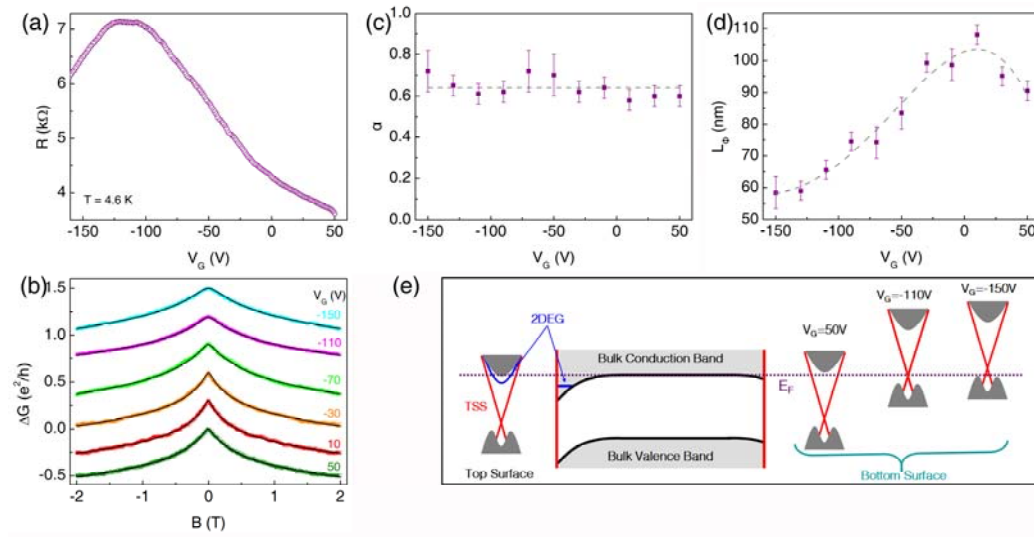 (a)
7
6
5
4
R (kΩ)
T = 4.6 K
-150
-100
-50
0
50
V_G (V)
(c)
1.0
0.8
0.6
0.4
0.2
0.0
α
-150
-100
-50
0
50
V_G (V)
(d)
110
100
90
80
70
60
50
L_Φ (nm)
-150
-100
-50
0
50
V_G (V)
(b)
1.5
1.0
0.5
0.0
-0.5
ΔG (e²/h)
V_G (V)
-150
-110
-70
-30
10
50
-2
-1
0
1
2
B (T)
(e)
2DEG
TSS
Top Surface
Bulk Conduction Band
Bulk Valence Band
E_F
V_G=50V
V_G=-110V
V_G=-150V
Bottom Surface